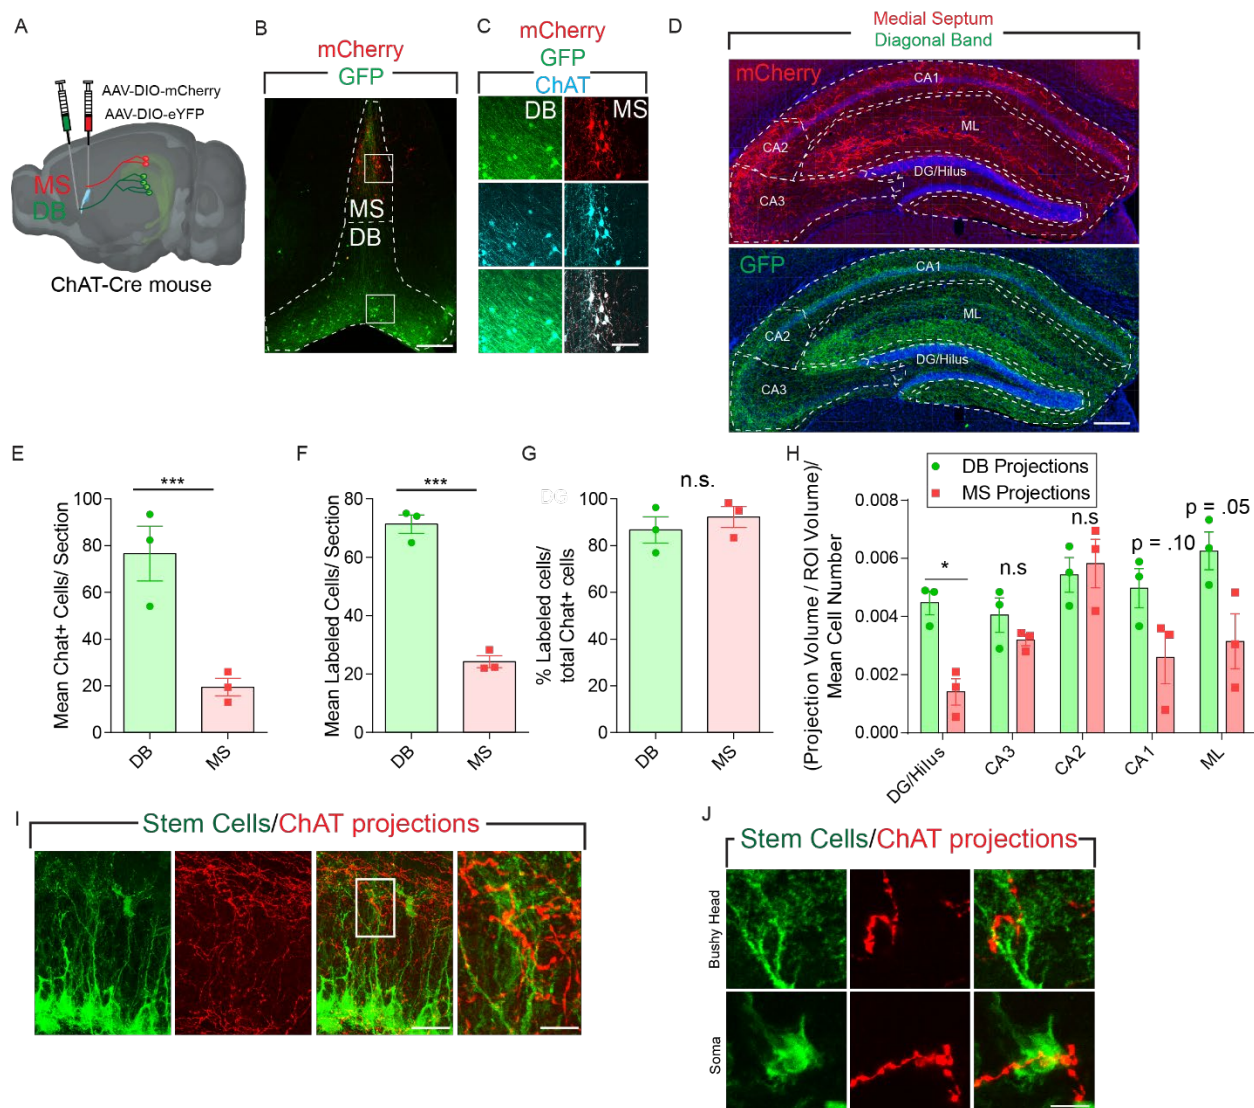 A
AAV-DIO-mCherry
AAV-DIO-eYFP
MS
DB
ChAT-Cre mouse
B
mCherry
GFP
MS
DB
C
mCherry
GFP
ChAT
DB
MS
D
Medial Septum
Diagonal Band
mCherry
CA1
ML
CA2
DG/Hilus
CA3
GFP
CA1
ML
CA2
DG/Hilus
CA3
E
Mean Chat+ Cells/ Section
***
100
80
60
40
20
0
DB
MS
F
Mean Labeled Cells/ Section
***
80
60
40
20
0
DB
MS
G
DG
% Labeled cells/
total Chat+ cells
n.s.
100
80
60
40
20
0
DB
MS
H
DB Projections
MS Projections
(Projection Volume / ROI Volume)/
Mean Cell Number
0.008
0.006
0.004
0.002
0.000
*
n.s
n.s
p = .10
p = .05
DG/Hilus
CA3
CA2
CA1
ML
I
Stem Cells/ChAT projections
J
Stem Cells/ChAT projections
Bushy Head
Soma